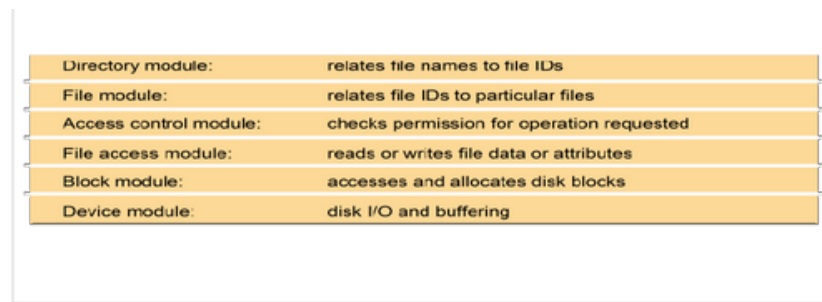 Directory module: relates file names to file IDs
File module: relates file IDs to particular files
Access control module: checks permission for operation requested
File access module: reads or writes file data or attributes
Block module: accesses and allocates disk blocks
Device module: disk I/O and buffering